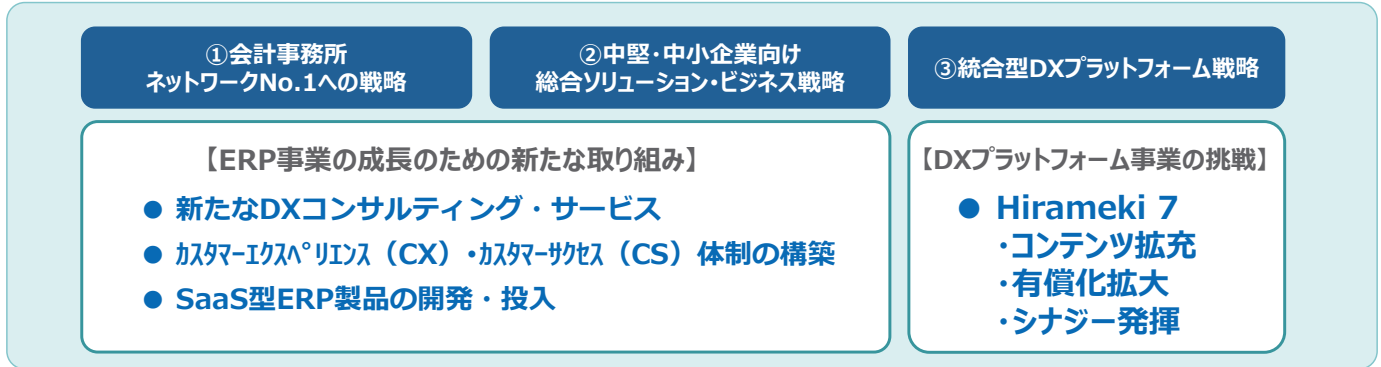 ①会計事務所
ネットワークNo.1への戦略
②中堅・中小企業向け
総合ソリューション・ビジネス戦略
③統合型DXプラットフォーム戦略
【ERP事業の成長のための新たな取り組み】
● 新たなDXコンサルティング・サービス
● ｶｽﾀﾏｰｴｸｽﾍﾟﾘｴﾝｽ（CX）・ｶｽﾀﾏｰｻｸｾｽ（CS）体制の構築
● SaaS型ERP製品の開発・投入
【DXプラットフォーム事業の挑戦】
● Hirameki 7
・コンテンツ拡充
・有償化拡大
・シナジー発揮